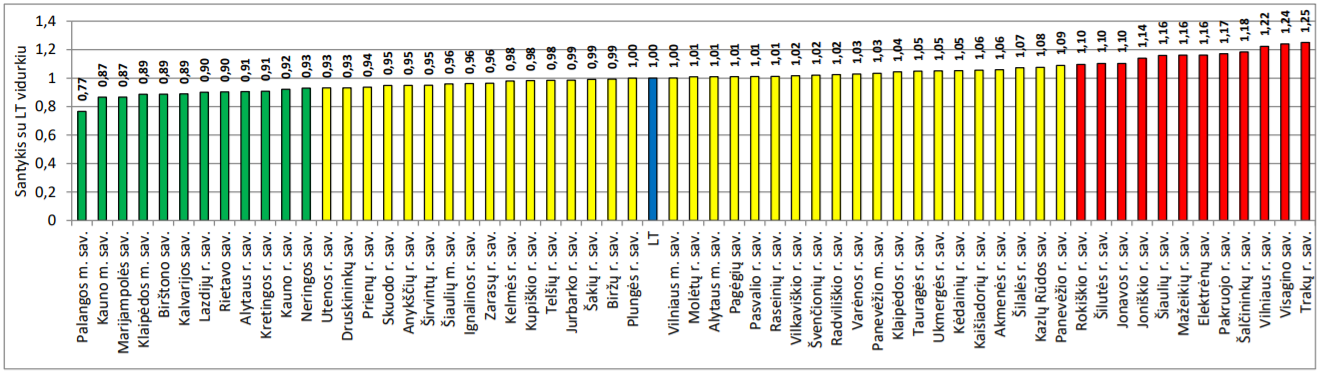 Santykis su LT vidurkiu
1,4
1,2
1
0,8
0,6
0,4
0,2
0
0,77
0,87
0,87
0,89
0,89
0,89
0,90
0,90
0,91
0,91
0,92
0,93
0,93
0,93
0,94
0,95
0,95
0,95
0,96
0,96
0,96
0,98
0,98
0,98
0,99
0,99
0,99
1,00
1,00
1,00
1,01
1,01
1,01
1,01
1,01
1,02
1,02
1,02
1,03
1,03
1,04
1,05
1,05
1,05
1,06
1,06
1,07
1,08
1,09
1,10
1,10
1,10
1,14
1,16
1,16
1,16
1,17
1,18
1,22
1,24
1,25
Palangos m. sav.
Kauno m. sav.
Marijampolės sav.
Klaipėdos m. sav.
Birštono sav
Kalvarijos sav.
Lazdijų r. sav.
Rietavo sav.
Alytaus r. sav.
Kretingos r. sav.
Kauno r. sav.
Neringos sav.
Utenos r. sav.
Druskininkų sav.
Prienų r. sav.
Skuodo r. sav.
Anykščių r. sav.
Širvintų r. sav.
Šiaulių m. sav.
Ignalinos r. sav.
Zarasų r. sav.
Kelmės r. sav.
Kupiškio r. sav.
Telšių r. sav.
Jurbarko r. sav.
Šakių r. sav.
Biržų r. sav.
Plungės r. sav.
LT
Vilniaus m. sav.
Molėtų r. sav.
Alytaus m. sav.
Pagėgių sav.
Pasvalio r. sav.
Raseinių r. sav.
Vilkaviškio r. sav.
Švenčionių r. sav.
Radviliškio r. sav.
Varėnos r. sav.
Panevėžio m. sav.
Klaipėdos r. sav.
Tauragės r. sav.
Ukmergės r. sav.
Kėdainių r. sav.
Kaišiadorių r. sav.
Akmenės r. sav.
Šilalės r. sav.
Kazlų Rūdos sav
Panevėžio r. sav.
Rokiškio r. sav.
Šilutės r. sav.
Jonavos r. sav.
Joniškio r. sav.
Šiaulių r. sav.
Mažeikių r. sav.
Elektrėnų sav.
Pakruojo r. sav.
Šalčininkų r. sav.
Vilniaus r. sav.
Visagino sav
Trakų r. sav.